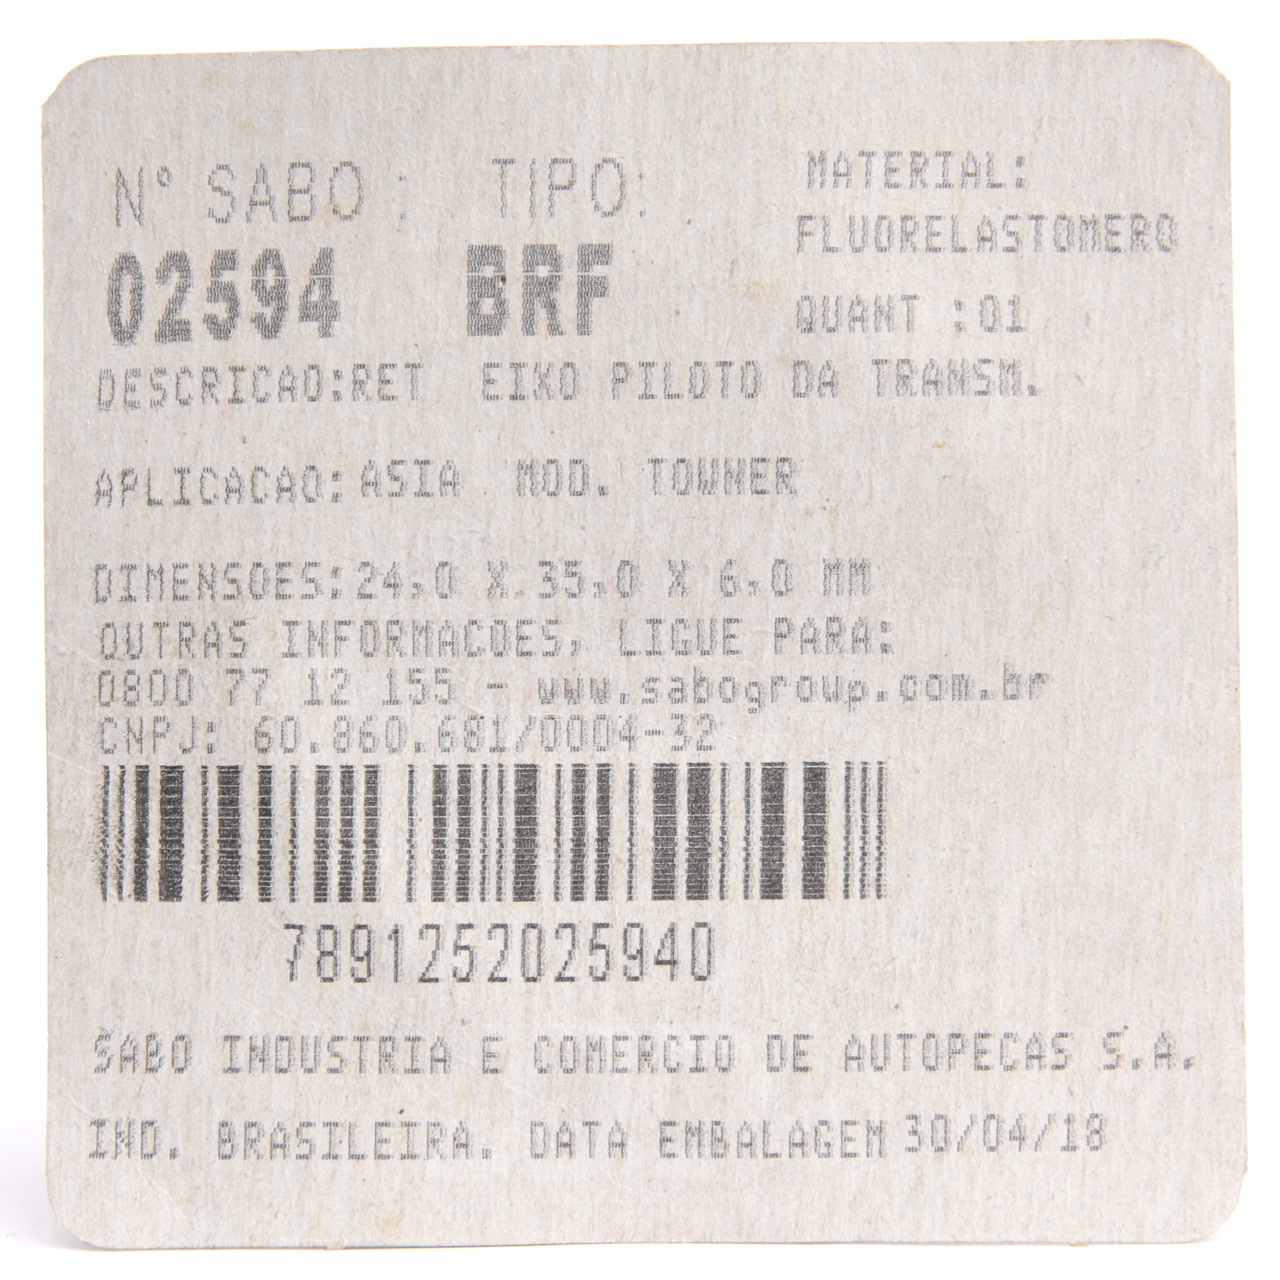 N° SABO : TIPO: MATERIAL:
FLUORELASTOMERO
02594 BRF
QUANT :01
DESCRICAO:RET EIXO PILOTO DA TRANSM.
APLICACAO:ASIA MOD. TOWNER
DIMENSOES:24,0 X 35,0 X 6,0 MM
OUTRAS INFORMACOES, LIGUE PARA:
0800 77 12 155 - www.sabogroup.com.br
CNPJ: 60.860.681/0004-32
7891252025940
SABO INDUSTRIA E COMERCIO DE AUTOPECAS S.A.
IND. BRASILEIRA. DATA EMBALAGEM 30/04/18